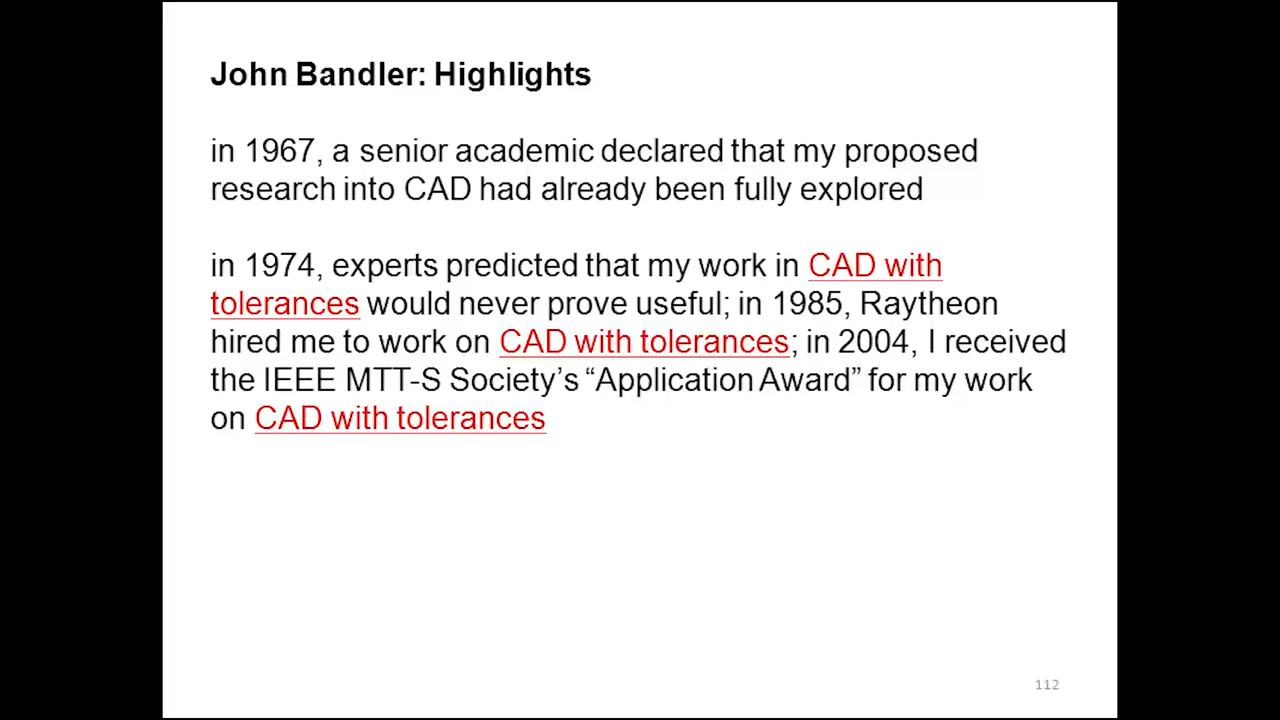 John Bandler: Highlights
in 1967, a senior academic declared that my proposed
research into CAD had already been fully explored
in 1974, experts predicted that my work in CAD with
tolerances would never prove useful; in 1985, Raytheon
hired me to work on CAD with tolerances; in 2004, I received
the IEEE MTT-S Society’s “Application Award” for my work
on CAD with tolerances
112